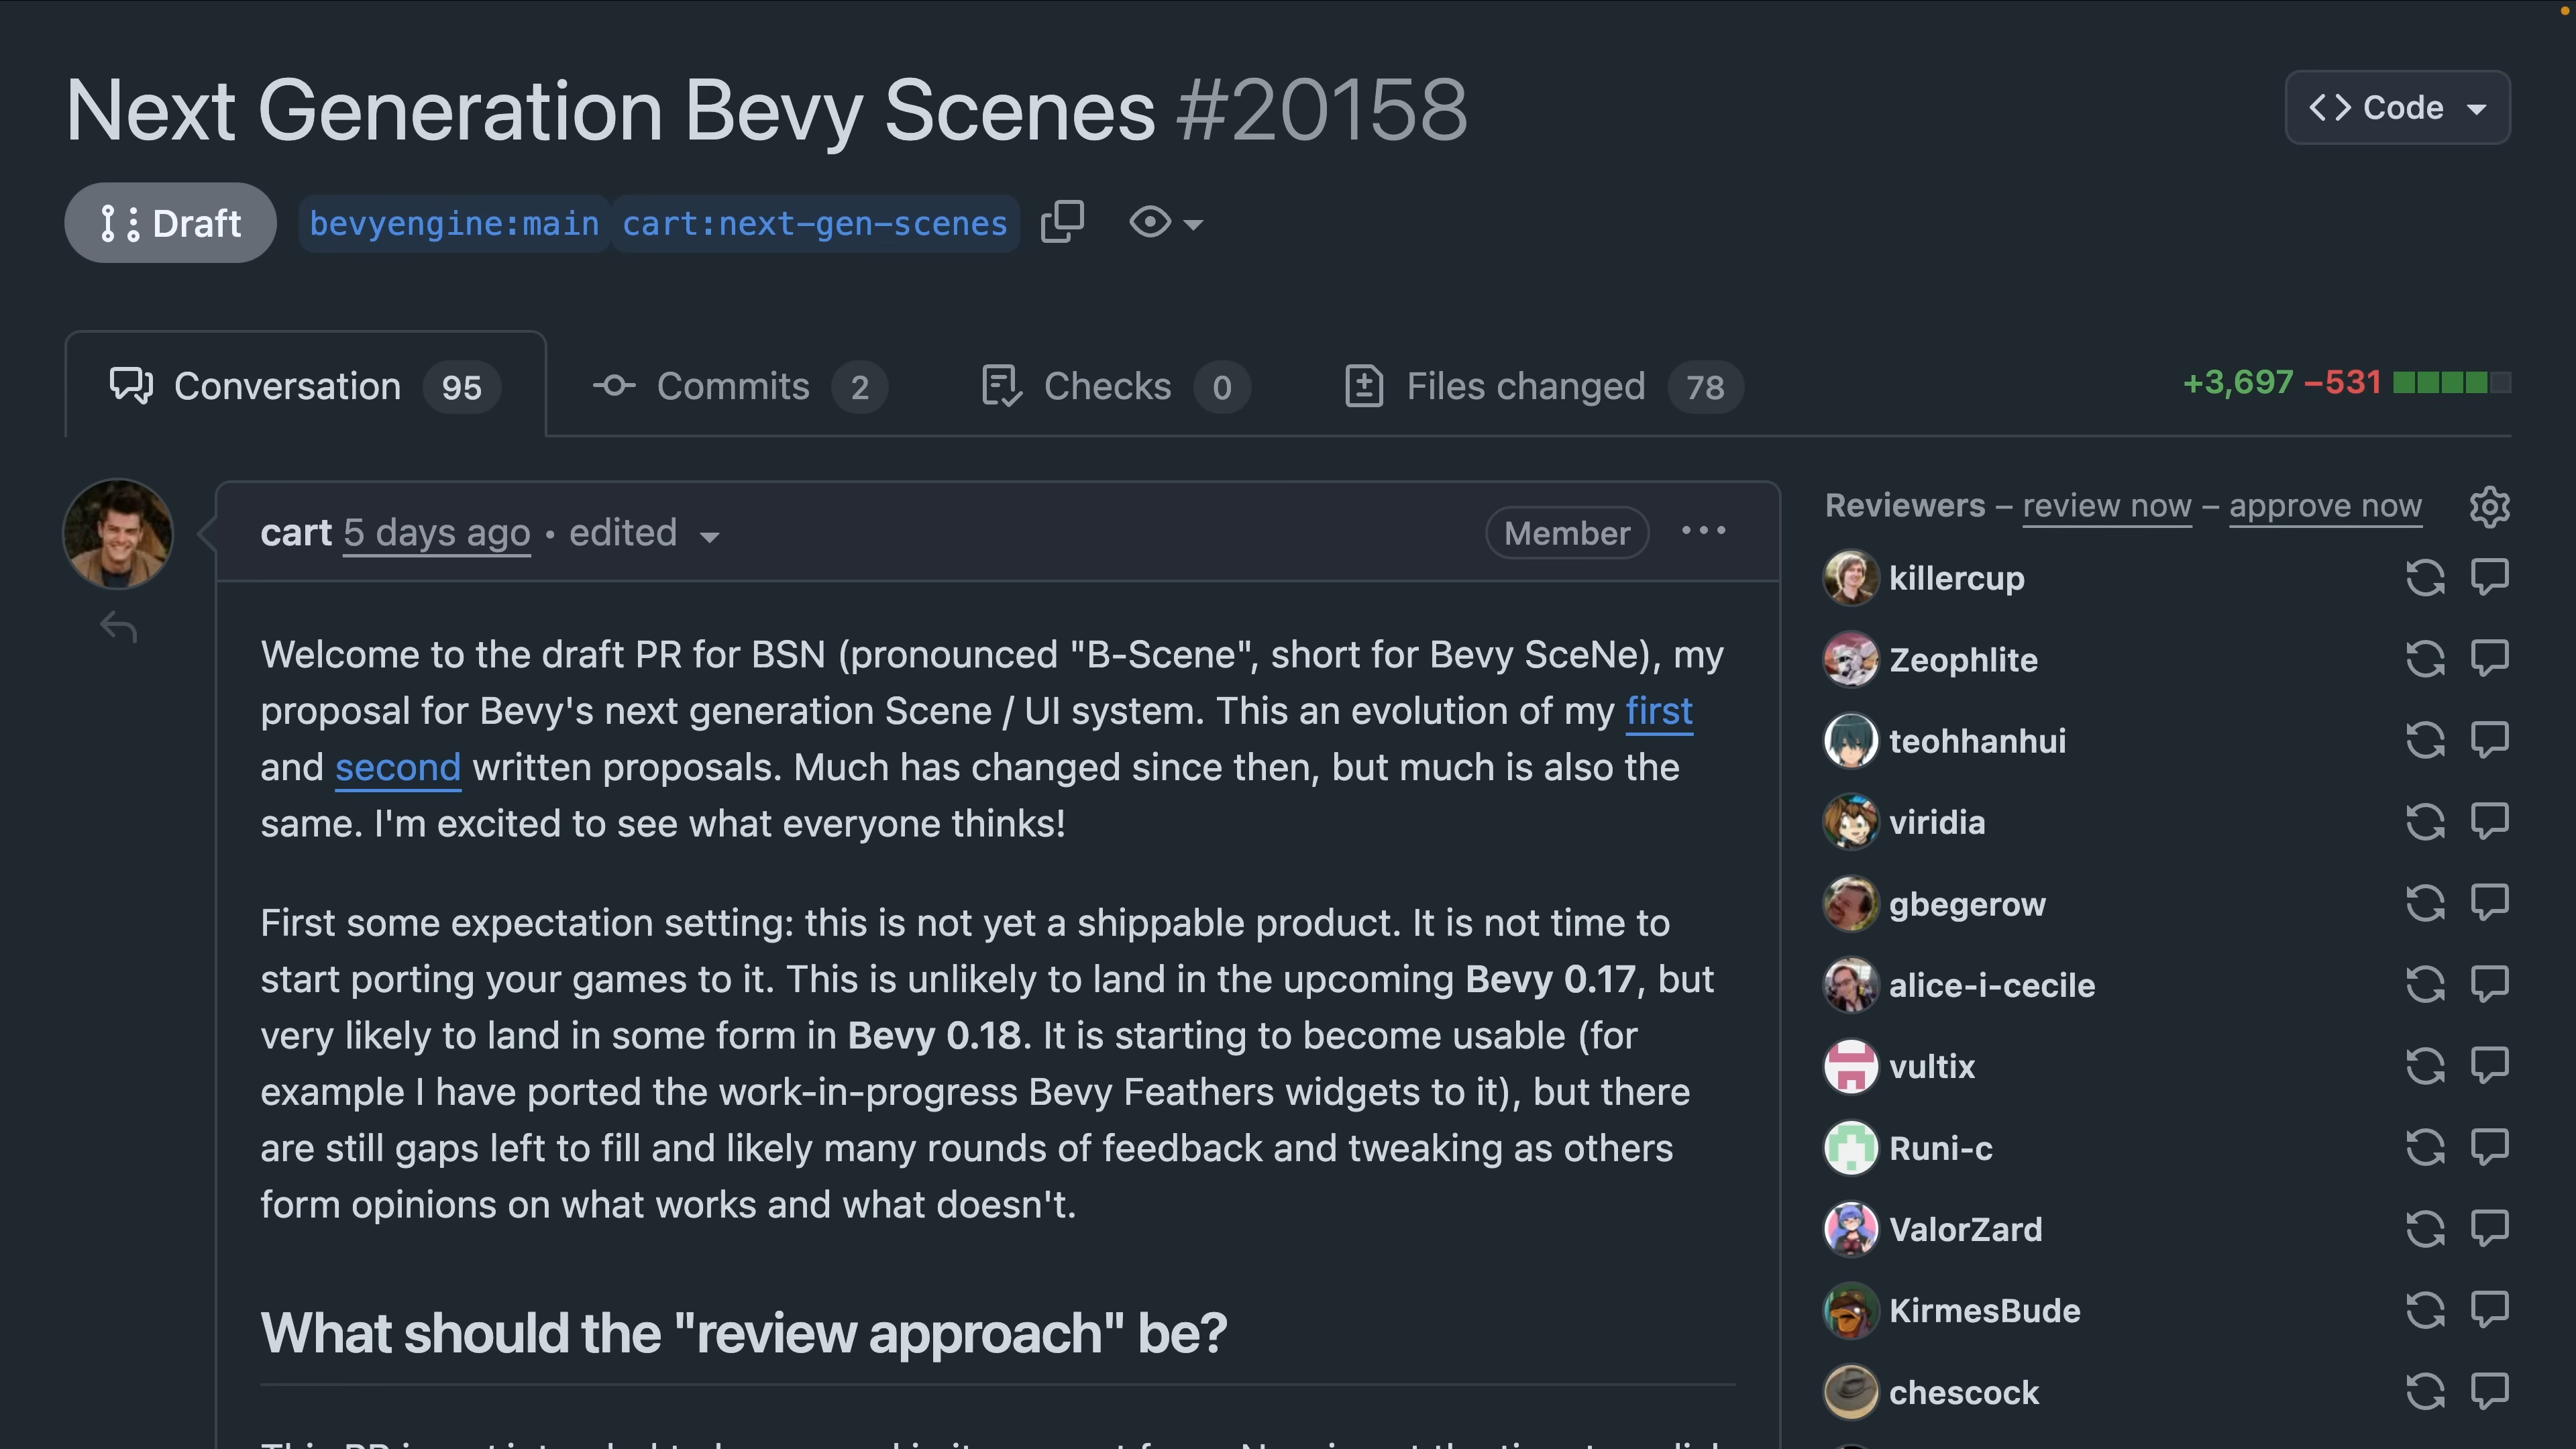 Next Generation Bevy Scenes #20158
Code
Draft
bevyengine:main cart:next-gen-scenes
Conversation 95
Commits 2
Checks 0
Files changed 78
+3,697 −531
cart 5 days ago • edited
Member
Welcome to the draft PR for BSN (pronounced "B-Scene", short for Bevy SceNe), my
proposal for Bevy's next generation Scene / UI system. This an evolution of my first
and second written proposals. Much has changed since then, but much is also the
same. I'm excited to see what everyone thinks!
First some expectation setting: this is not yet a shippable product. It is not time to
start porting your games to it. This is unlikely to land in the upcoming Bevy 0.17, but
very likely to land in some form in Bevy 0.18. It is starting to become usable (for
example I have ported the work-in-progress Bevy Feathers widgets to it), but there
are still gaps left to fill and likely many rounds of feedback and tweaking as others
form opinions on what works and what doesn't.
What should the "review approach" be?
Reviewers – review now – approve now
killercup
Zeophlite
teohhanhui
viridia
gbegerow
alice-i-cecile
vultix
Runi-c
ValorZard
KirmesBude
chescock